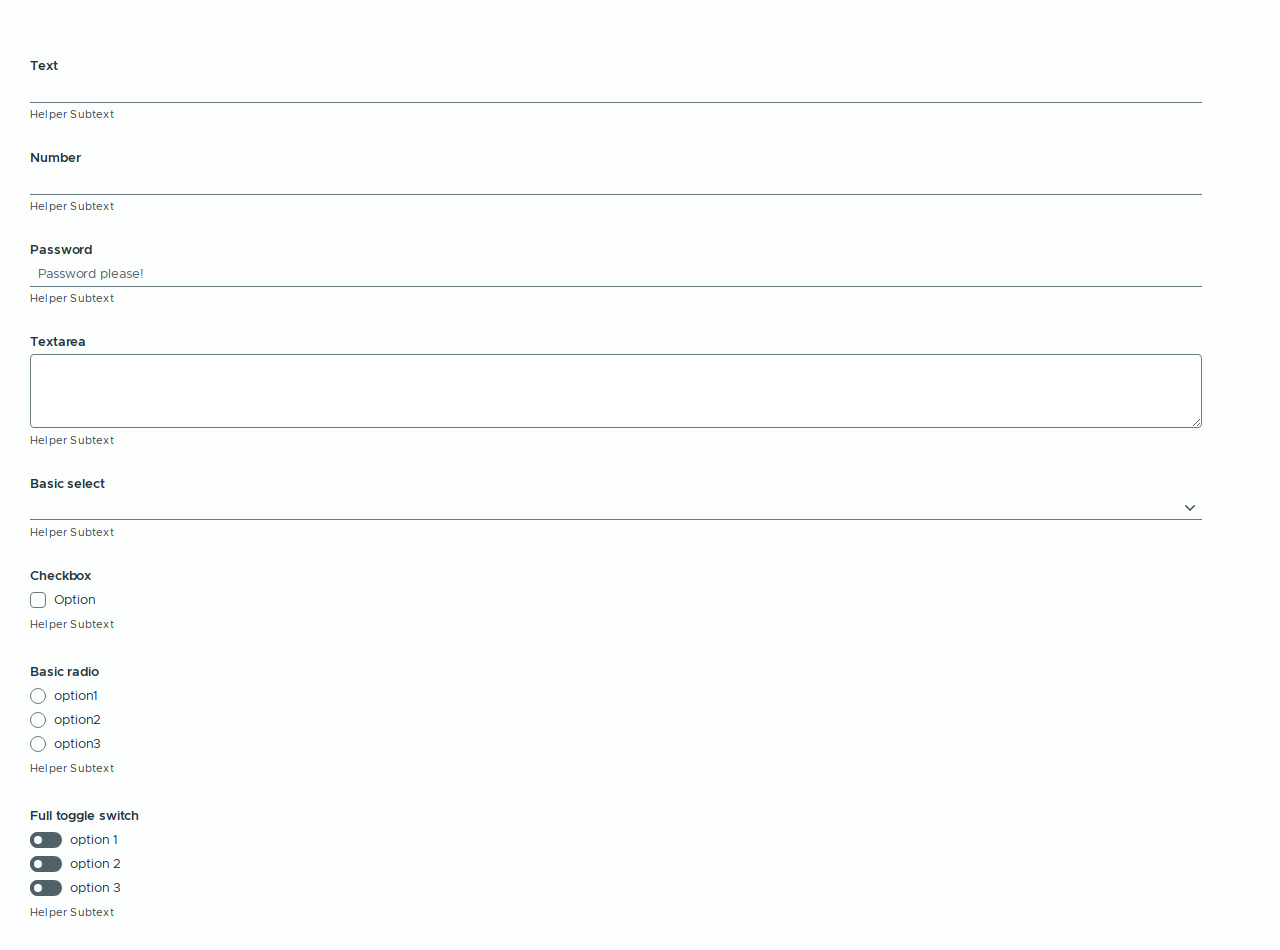 Text
Helper Subtext
Number
Helper Subtext
Password
Password please!
Helper Subtext
Textarea
Helper Subtext
Basic select
Helper Subtext
Checkbox
Option
Helper Subtext
Basic radio
option1
option2
option3
Helper Subtext
Full toggle switch
option 1
option 2
option 3
Helper Subtext